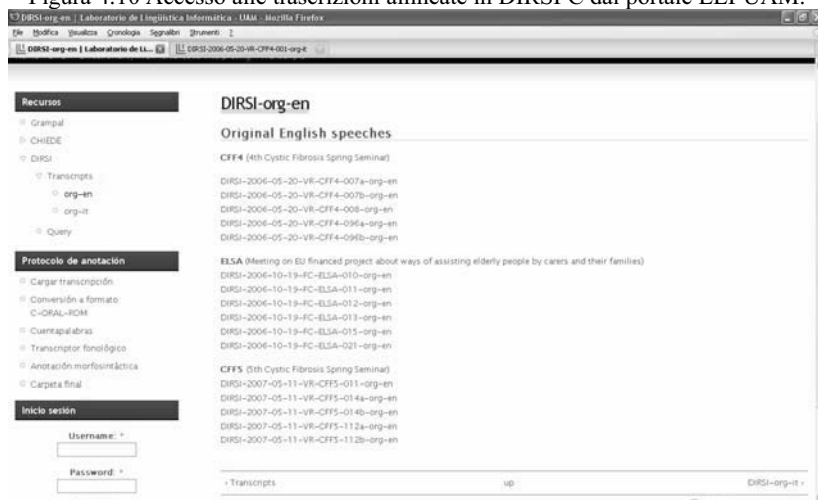 Figura 4.10 Accesso alle trascrizioni allineate in DIRSI-C dal portale LLI-UAM.
DIRSI-org-en | Laboratorio de Lingüística Informática - UAM - Mozilla Firefox
File Modifica Visualizza Cronologia Segnalibri Strumenti ?
DIRSI-org-en | Laboratorio de Li...
DIRSI-2006-05-20-VR-CFF4-001-org-it
Recursos
Grampal
CHIEDE
DIRSI
Transcripts
org-en
org-it
Query
Protocolo de anotación
Cargar transcripción
Conversión a formato
C-ORAL-ROM
Cuentapalabras
Transcriptor fonológico
Anotación morfosintáctica
Carpeta final
Inicio sesión
Username: *
Password: *
DIRSI-org-en
Original English speeches
CFF4 (4th Cystic Fibrosis Spring Seminar)
DIRSI-2006-05-20-VR-CFF4-007a-org-en
DIRSI-2006-05-20-VR-CFF4-007b-org-en
DIRSI-2006-05-20-VR-CFF4-008-org-en
DIRSI-2006-05-20-VR-CFF4-096a-org-en
DIRSI-2006-05-20-VR-CFF4-096b-org-en
ELSA (Meeting on EU financed project about ways of assisting elderly people by carers and their families)
DIRSI-2006-10-19-FC-ELSA-010-org-en
DIRSI-2006-10-19-FC-ELSA-011-org-en
DIRSI-2006-10-19-FC-ELSA-012-org-en
DIRSI-2006-10-19-FC-ELSA-013-org-en
DIRSI-2006-10-19-FC-ELSA-015-org-en
DIRSI-2006-10-19-FC-ELSA-021-org-en
CFF5 (5th Cystic Fibrosis Spring Seminar)
DIRSI-2007-05-11-VR-CFF5-011-org-en
DIRSI-2007-05-11-VR-CFF5-014a-org-en
DIRSI-2007-05-11-VR-CFF5-014b-org-en
DIRSI-2007-05-11-VR-CFF5-112a-org-en
DIRSI-2007-05-11-VR-CFF5-112b-org-en
‹ Transcripts up DIRSI-org-it ›